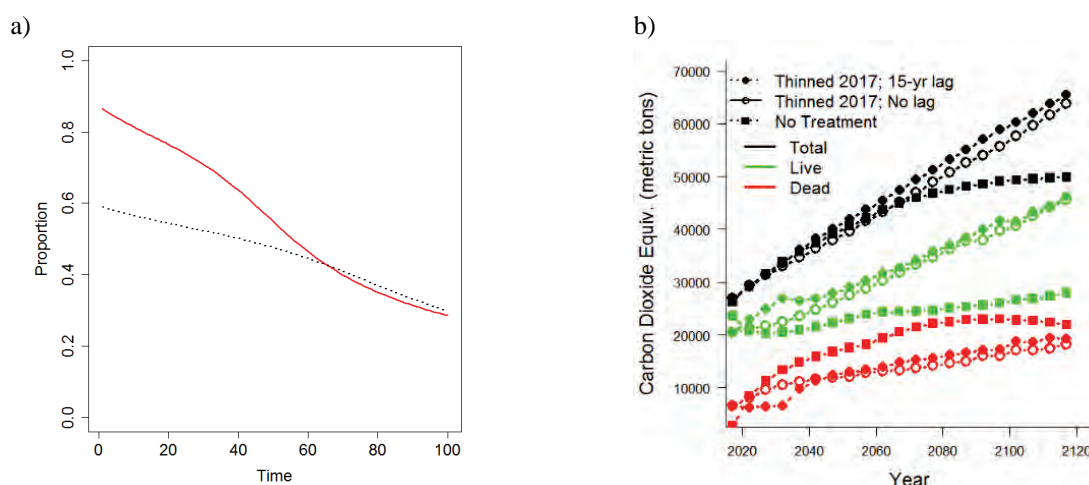 a)
1.0
0.8
0.6
0.4
0.2
0.0
Proportion
0 20 40 60 80 100
Time
b)
70000
60000
50000
40000
30000
20000
10000
Carbon Dioxide Equiv. (metric tons)
Thinned 2017; 15-yr lag
Thinned 2017; No lag
No Treatment
Total
Live
Dead
2020 2040 2060 2080 2100 2120
Year